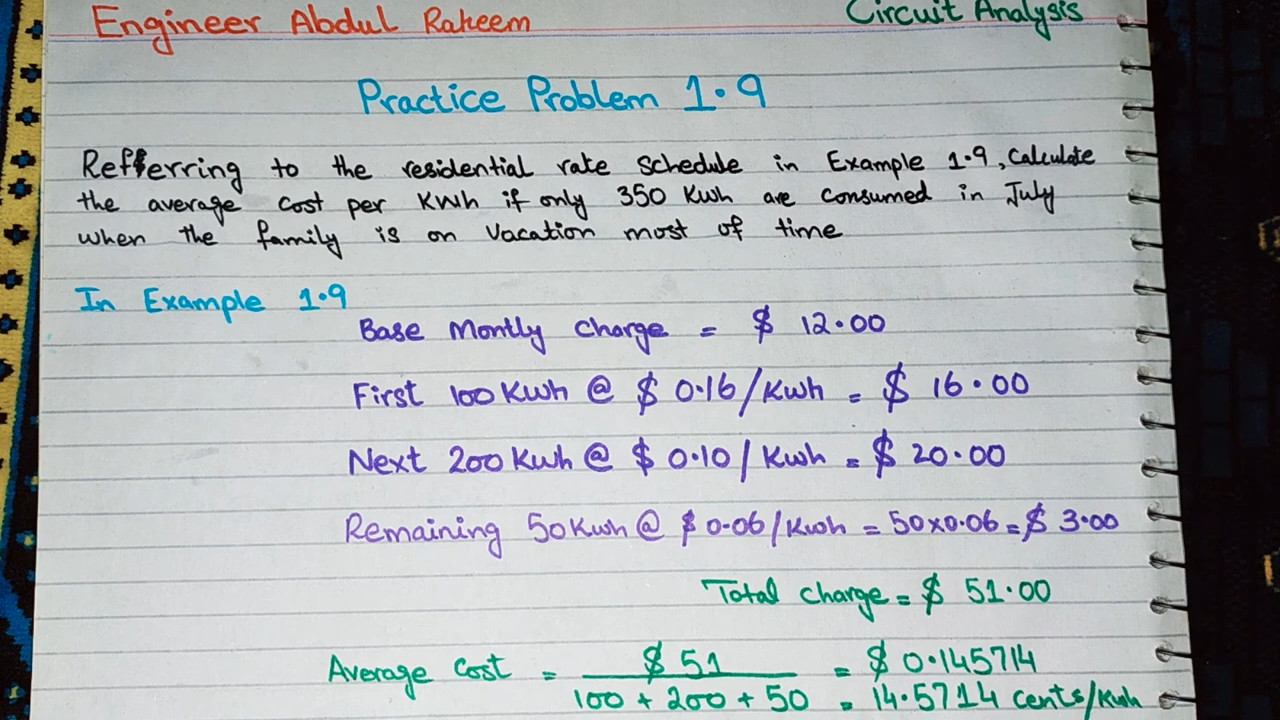 Engineer Abdul Raheem
Circuit Analysis
Practice Problem 1.9
Refferring to the residential rate schedule in Example 1.9, Calculate
the average cost per KWh if only 350 Kwh are consumed in July
when the family is on Vacation most of time
In Example 1.9
Base Montly Charge = $ 12.00
First 100 Kwh @ $ 0.16/Kwh = $ 16.00
Next 200 Kwh @ $ 0.10/Kwh = $ 20.00
Remaining 50 Kwh @ $ 0.06/Kwh = 50x0.06 = $ 3.00
Total charge = $ 51.00
Average Cost = $ 51 / 100 + 200 + 50 = $ 0.145714
= 14.5714 cents/Kwh